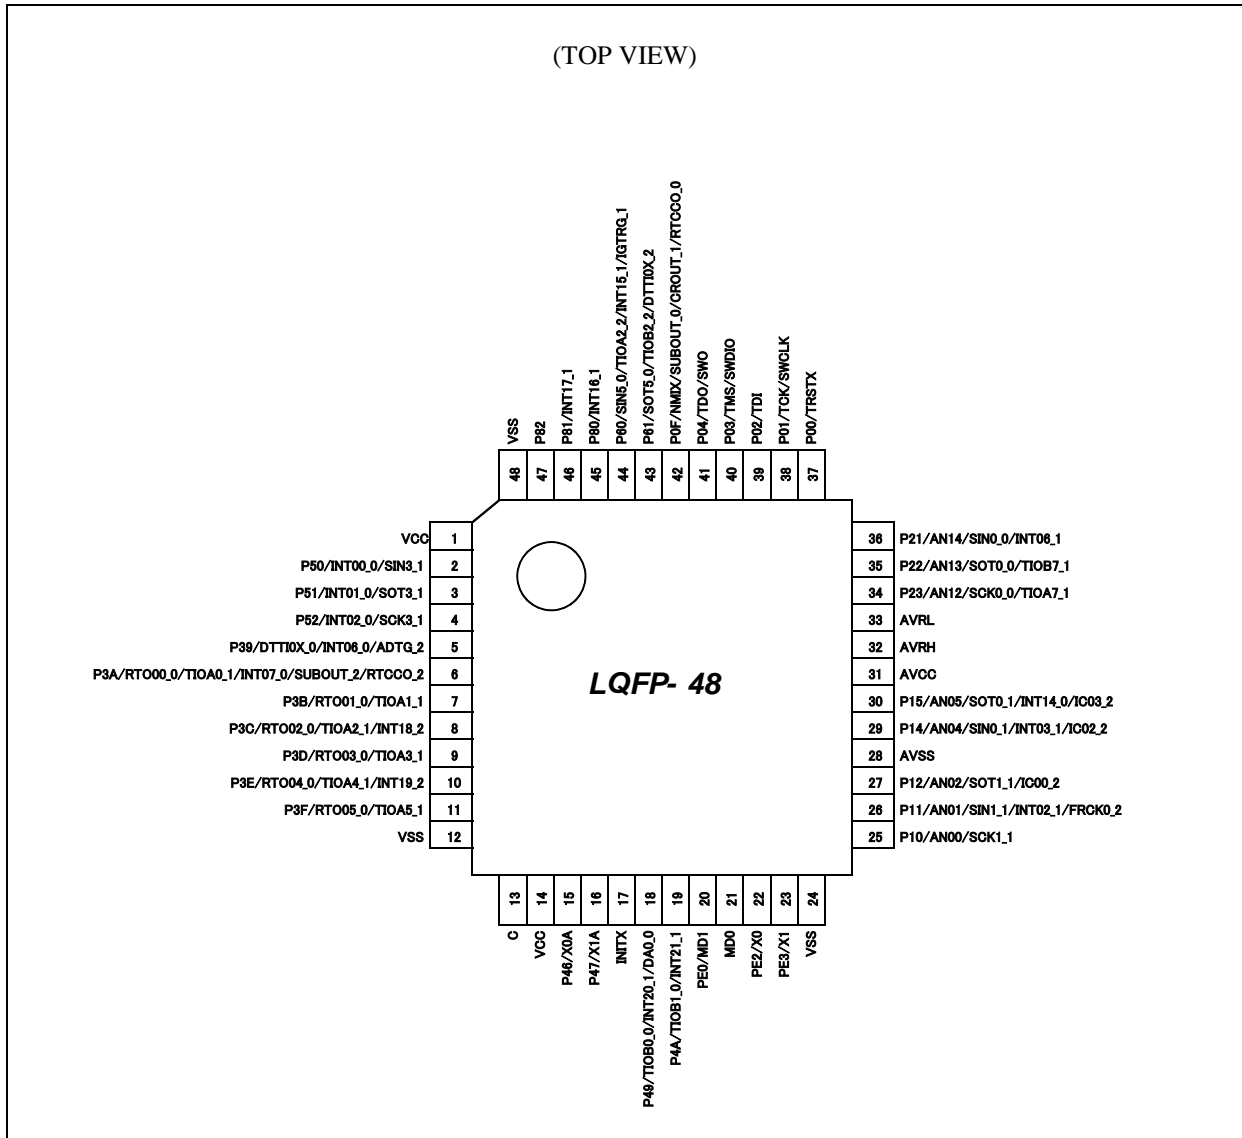 (TOP VIEW)
VSS
P82
P81/INT17_1
P80/INT16_1
P60/SIN5_0/TIOA2_2/INT15_1/IGTRG_1
P61/SOT5_0/TIOB2_2/DTTI0X_2
P0F/NMIX/SUBOUT_0/CROUT_1/RTCCO_0
P04/TDO/SWO
P03/TMS/SWDIO
P02/TDI
P01/TCK/SWCLK
P00/TRSTX
48
47
46
45
44
43
42
41
40
39
38
37
VCC 1
P50/INT00_0/SIN3_1 2
P51/INT01_0/SOT3_1 3
P52/INT02_0/SCK3_1 4
P39/DTTI0X_0/INT06_0/ADTG_2 5
P3A/RTO00_0/TIOA0_1/INT07_0/SUBOUT_2/RTCCO_2 6
P3B/RTO01_0/TIOA1_1 7
P3C/RTO02_0/TIOA2_1/INT18_2 8
P3D/RTO03_0/TIOA3_1 9
P3E/RTO04_0/TIOA4_1/INT19_2 10
P3F/RTO05_0/TIOA5_1 11
VSS 12
LQFP- 48
36 P21/AN14/SIN0_0/INT06_1
35 P22/AN13/SOT0_0/TIOB7_1
34 P23/AN12/SCK0_0/TIOA7_1
33 AVRL
32 AVRH
31 AVCC
30 P15/AN05/SOT0_1/INT14_0/IC03_2
29 P14/AN04/SIN0_1/INT03_1/IC02_2
28 AVSS
27 P12/AN02/SOT1_1/IC00_2
26 P11/AN01/SIN1_1/INT02_1/FRCK0_2
25 P10/AN00/SCK1_1
13
14
15
16
17
18
19
20
21
22
23
24
C
VCC
P46/X0A
P47/X1A
INITX
P49/TIOB0_0/INT20_1/DA0_0
P4A/TIOB1_0/INT21_1
PE0/MD1
MD0
PE2/X0
PE3/X1
VSS